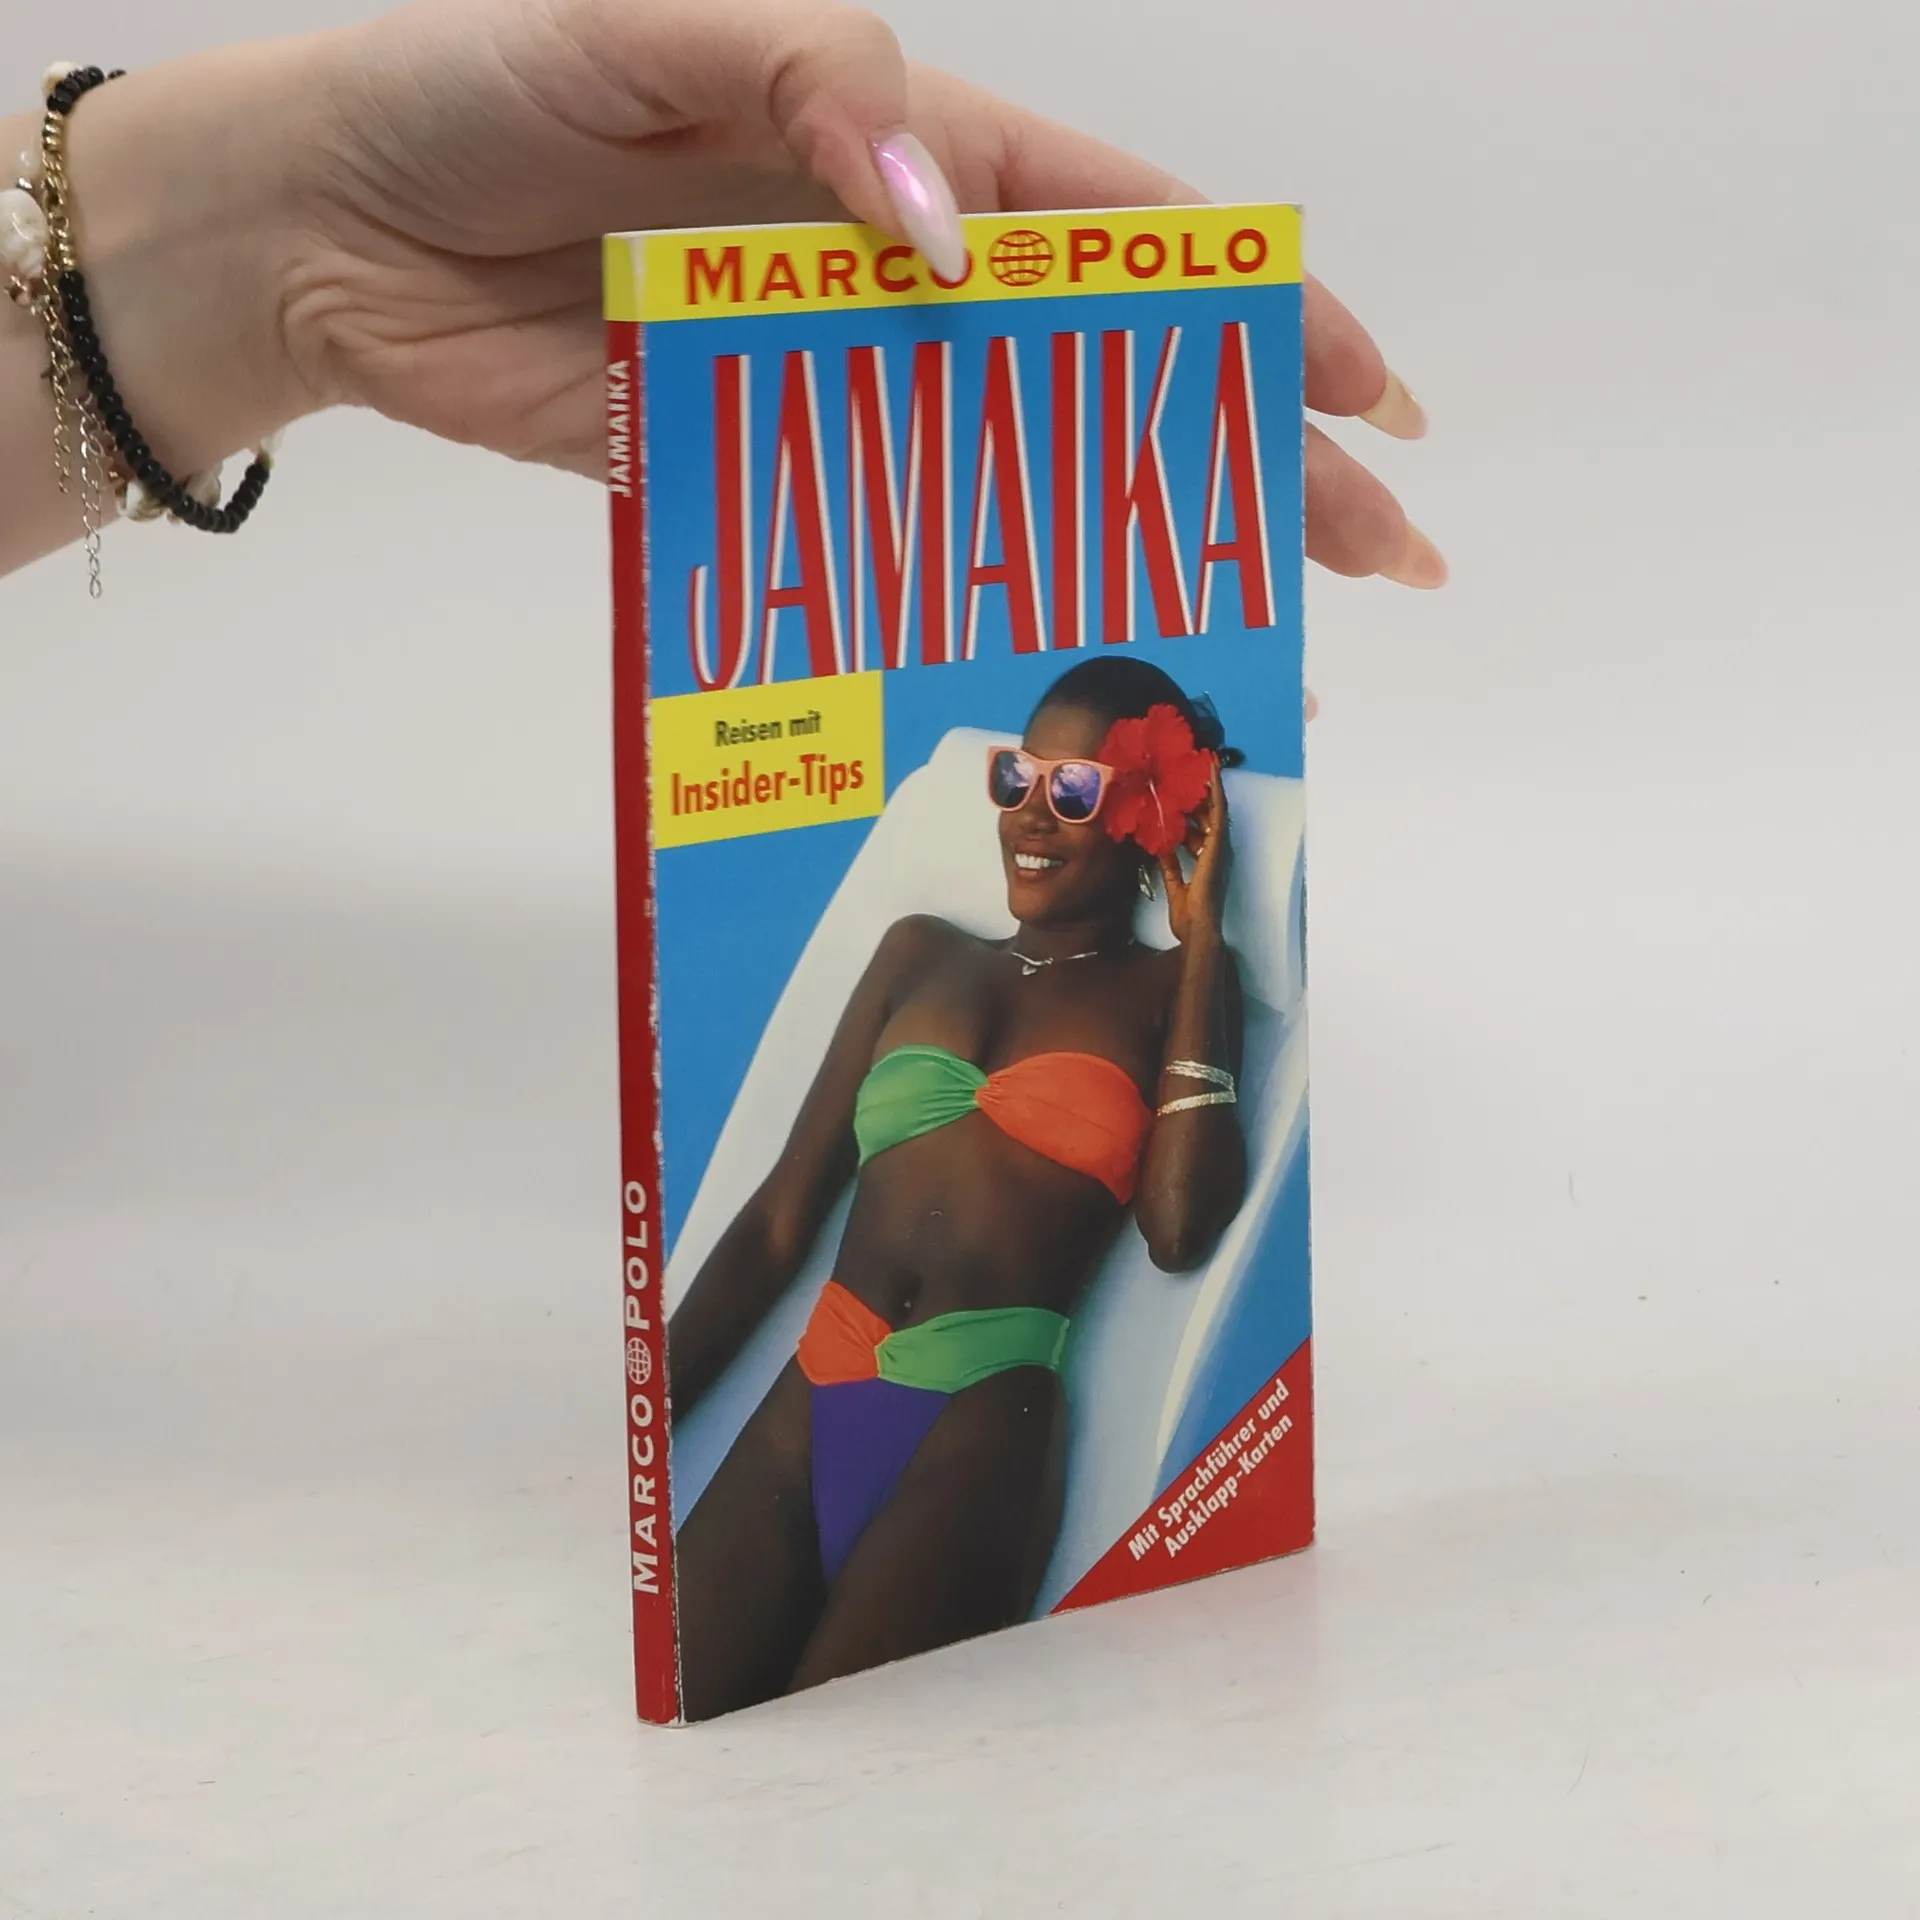 MARCO POLO
JAMAIKA
Reisen mit
Insider-Tips
Mit Sprachführer und
Ausklapp-Karten
JAMAIKA
MARCO POLO